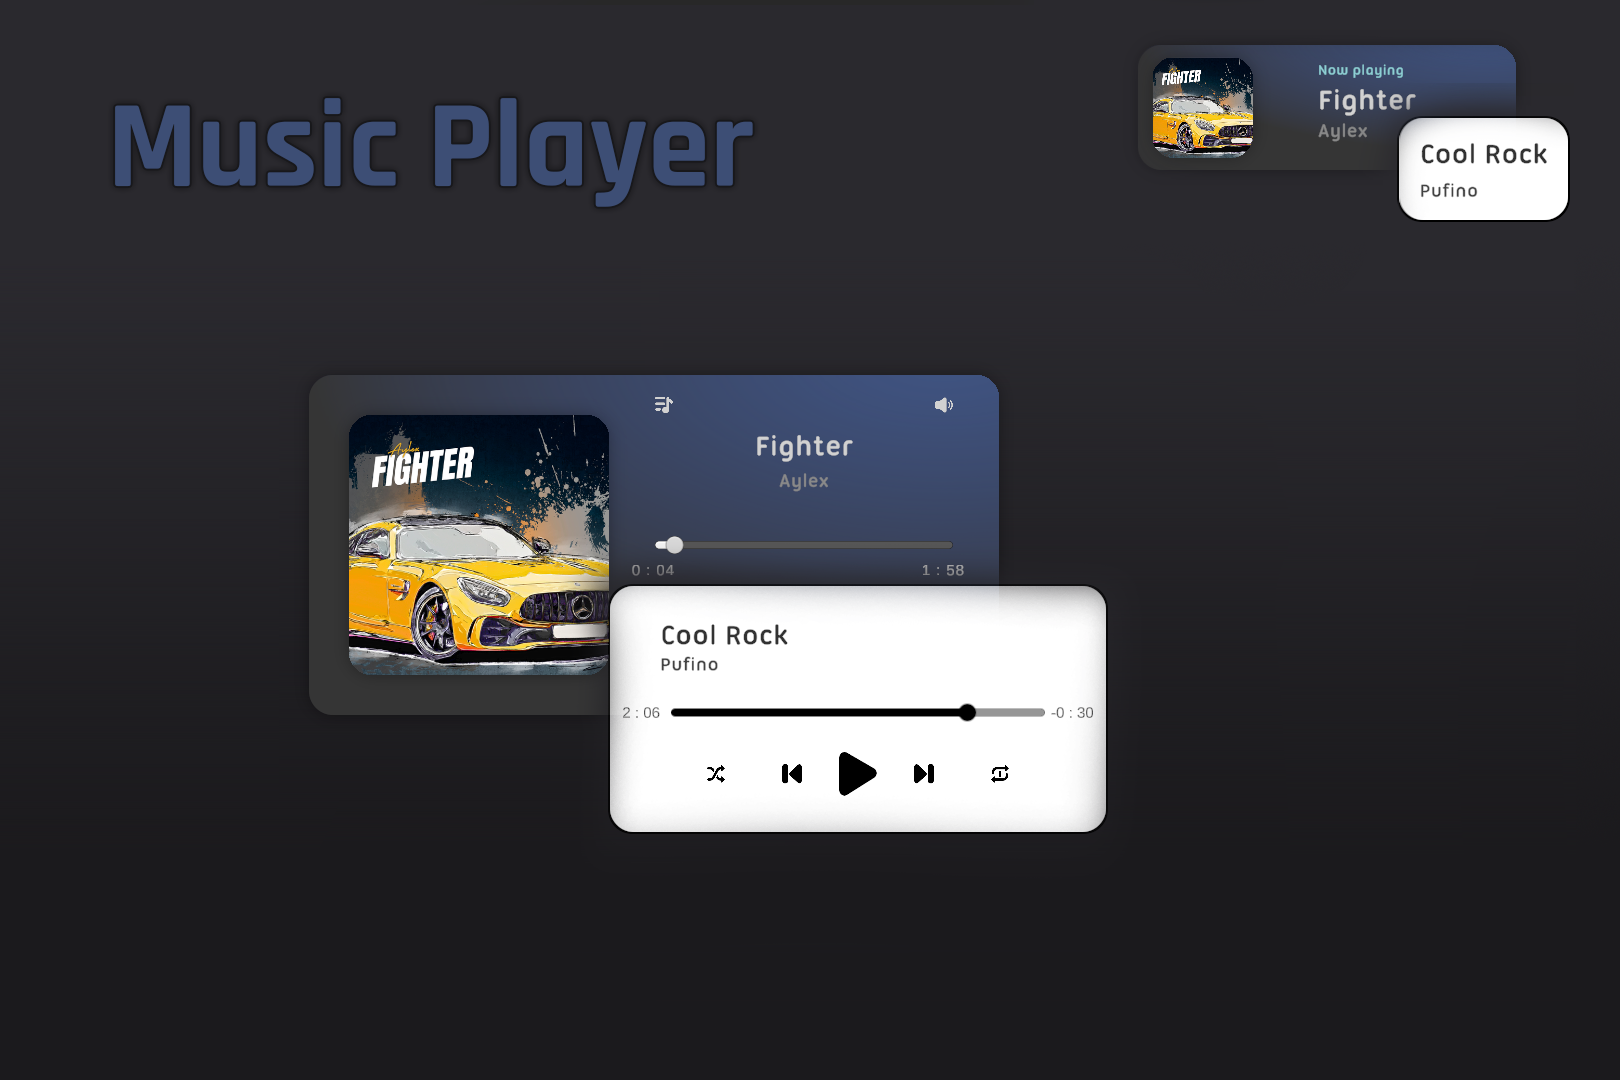 Music Player
FIGHTER
Now playing
Fighter
Aylex
Cool Rock
Pufino
Aylex
FIGHTER
Fighter
Aylex
0 : 04
1 : 58
Cool Rock
Pufino
2 : 06
-0 : 30